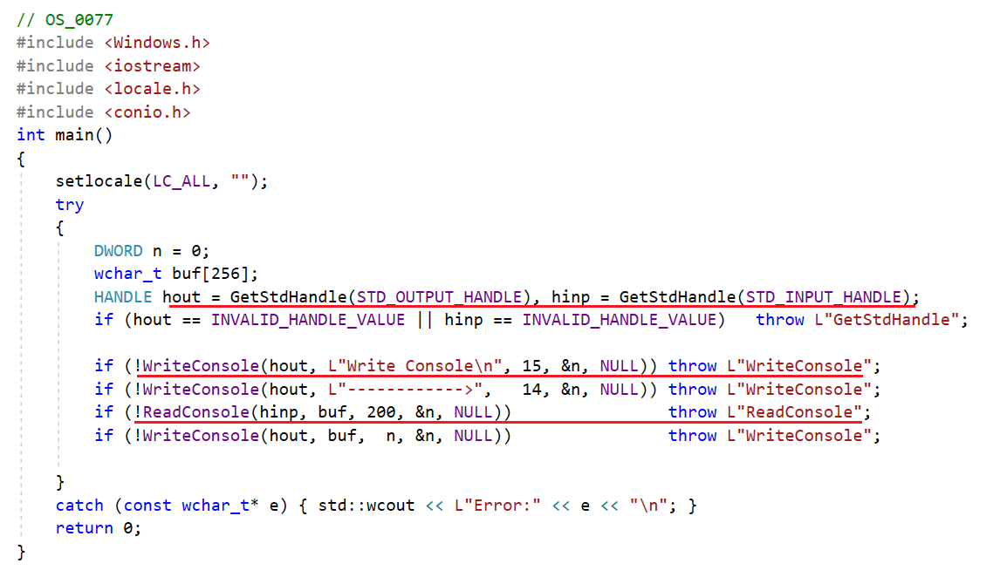 // OS_0077
#include <Windows.h>
#include <iostream>
#include <locale.h>
#include <conio.h>
int main()
{
    setlocale(LC_ALL, "");
    try
    {
        DWORD n = 0;
        wchar_t buf[256];
        HANDLE hout = GetStdHandle(STD_OUTPUT_HANDLE), hinp = GetStdHandle(STD_INPUT_HANDLE);
        if (hout == INVALID_HANDLE_VALUE || hinp == INVALID_HANDLE_VALUE)   throw L"GetStdHandle";

        if (!WriteConsole(hout, L"Write Console\n", 15, &n, NULL)) throw L"WriteConsole";
        if (!WriteConsole(hout, L"------------>",   14, &n, NULL)) throw L"WriteConsole";
        if (!ReadConsole(hinp, buf, 200, &n, NULL))                throw L"ReadConsole";
        if (!WriteConsole(hout, buf,  n, &n, NULL))                throw L"WriteConsole";

    }
    catch (const wchar_t* e) { std::wcout << L"Error:" << e << "\n"; }
    return 0;
}